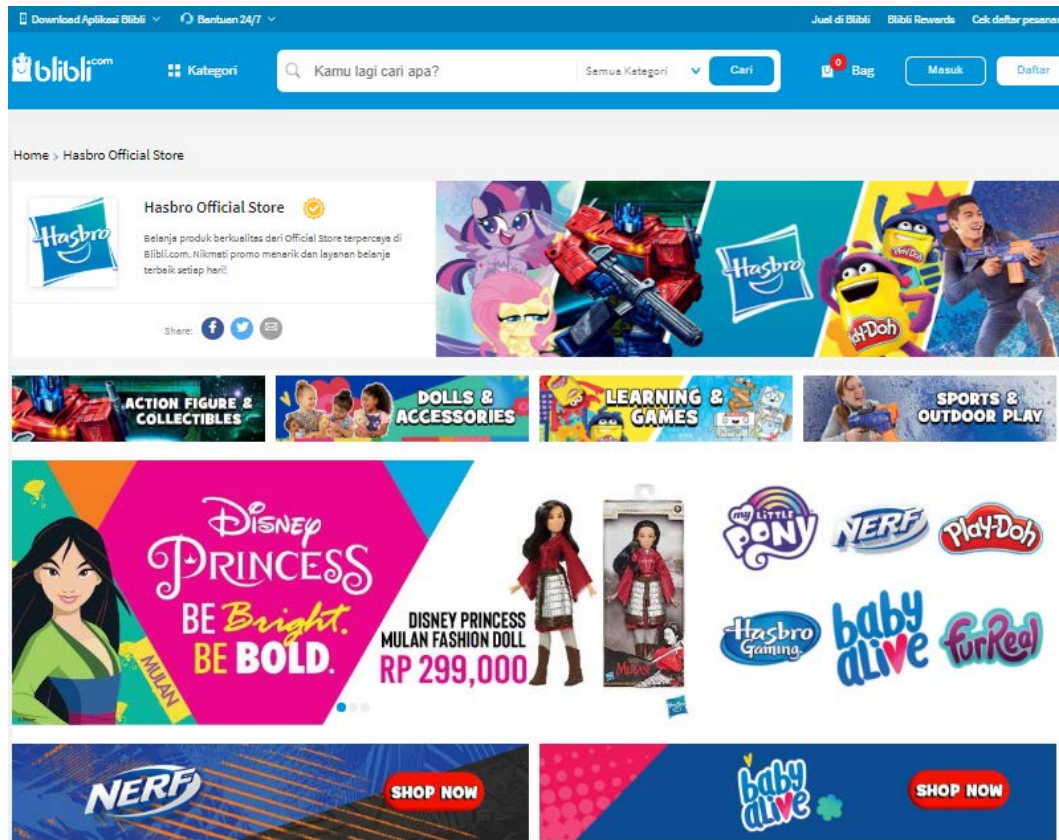 Download Aplikasi Blibli
Bantuan 24/7
Jual di Blibli
Blibli Rewards
Cek daftar pesanan
blibli.com
Kategori
Kamu lagi cari apa?
Semua Kategori
Cari
0
Bag
Masuk
Daftar
Home > Hasbro Official Store
Hasbro
Hasbro Official Store
Belanja produk berkualitas dari Official Store terpercaya di
Blibli.com. Nikmati promo menarik dan layanan belanja
terbaik setiap hari!
Share:
Hasbro
Play-Doh
Play-Doh
ACTION FIGURE &
COLLECTIBLES
DOLLS &
ACCESSORIES
LEARNING &
GAMES
SPORTS &
OUTDOOR PLAY
Disney
PRINCESS
BE Bright.
BE BOLD.
MULAN
DISNEY PRINCESS
MULAN FASHION DOLL
RP 299,000
MULAN
my LITTLE
PONY
NERF
Play-Doh
Hasbro
Gaming
baby
alive
furReal
NERF
SHOP NOW
baby
alive
SHOP NOW